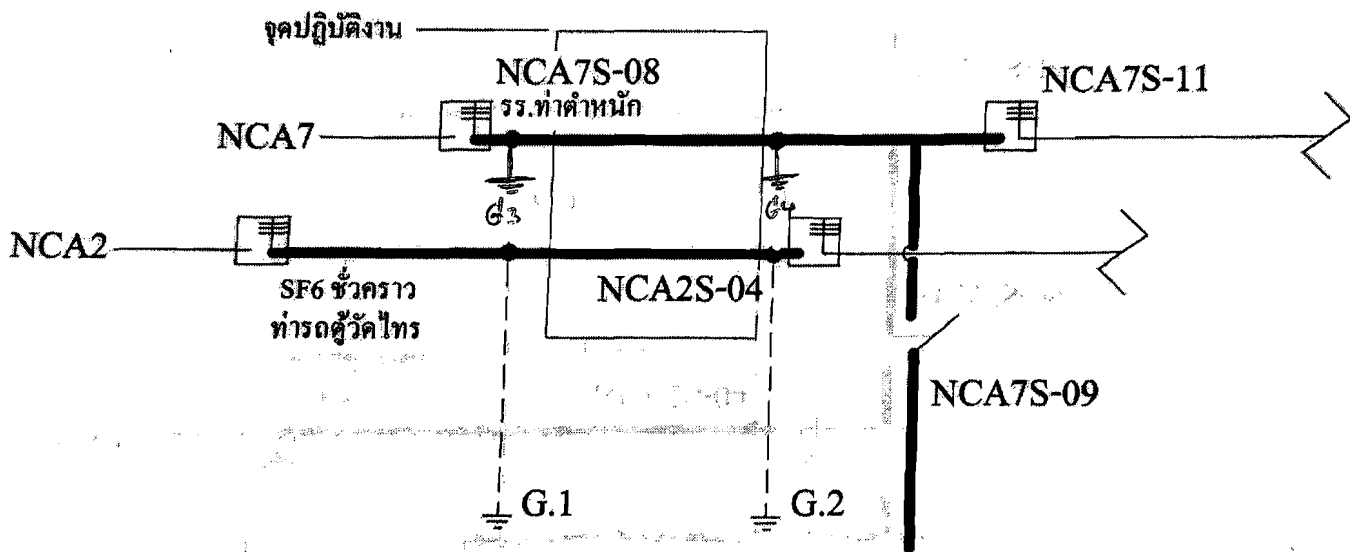 จุดปฏิบัติงาน
NCA7S-08
รร.ท่าตำหนัก
NCA7S-11
NCA7
G3
G4
NCA2
SF6 ชั่วคราว
ท่ารถตู้วัดไทร
NCA2S-04
NCA7S-09
G.1
G.2